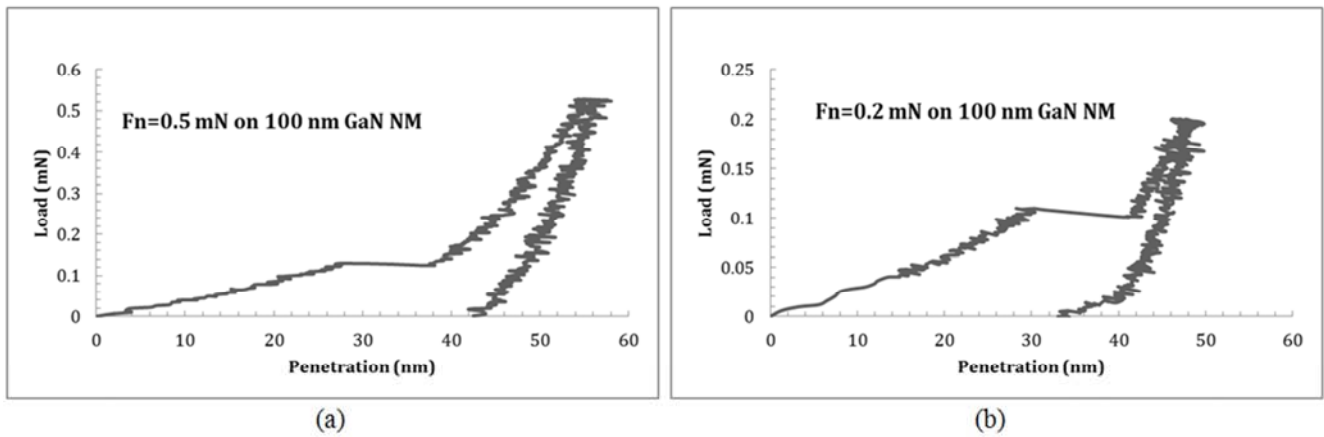 0.6
0.5
0.4
0.3
0.2
0.1
0
Load (mN)
Fn=0.5 mN on 100 nm GaN NM
0 10 20 30 40 50 60
Penetration (nm)
(a)
0.25
0.2
0.15
0.1
0.05
0
Load (mN)
Fn=0.2 mN on 100 nm GaN NM
0 10 20 30 40 50 60
Penetration (nm)
(b)